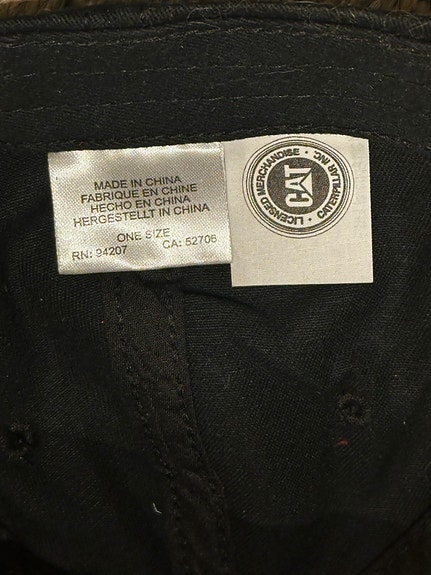 MADE IN CHINA
FABRIQUE EN CHINE
HECHO EN CHINA
HERGESTELLT IN CHINA
ONE SIZE
RN: 94207 CA: 52706
LICENSED MERCHANDISE · CATERPILLAR INC. ·
CAT